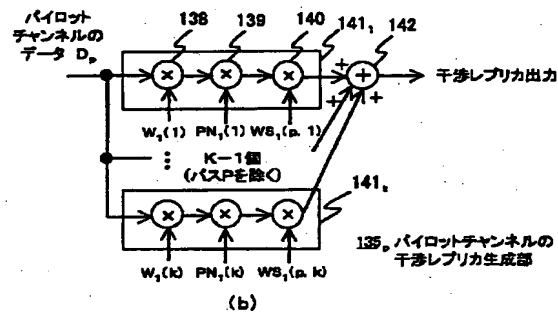 パイロット
チャンネルの
データ Dp
138
139
140
141₁
142
×
×
×
+
+
+
+
干渉レプリカ出力
W₁(1)
PN₁(1)
WS₁(p. 1)
⋮
K-1個
(パスPを除く)
141ₖ
×
×
×
W₁(k)
PN₁(k)
WS₁(p. k)
135p パイロットチャンネルの
干渉レプリカ生成部
(b)